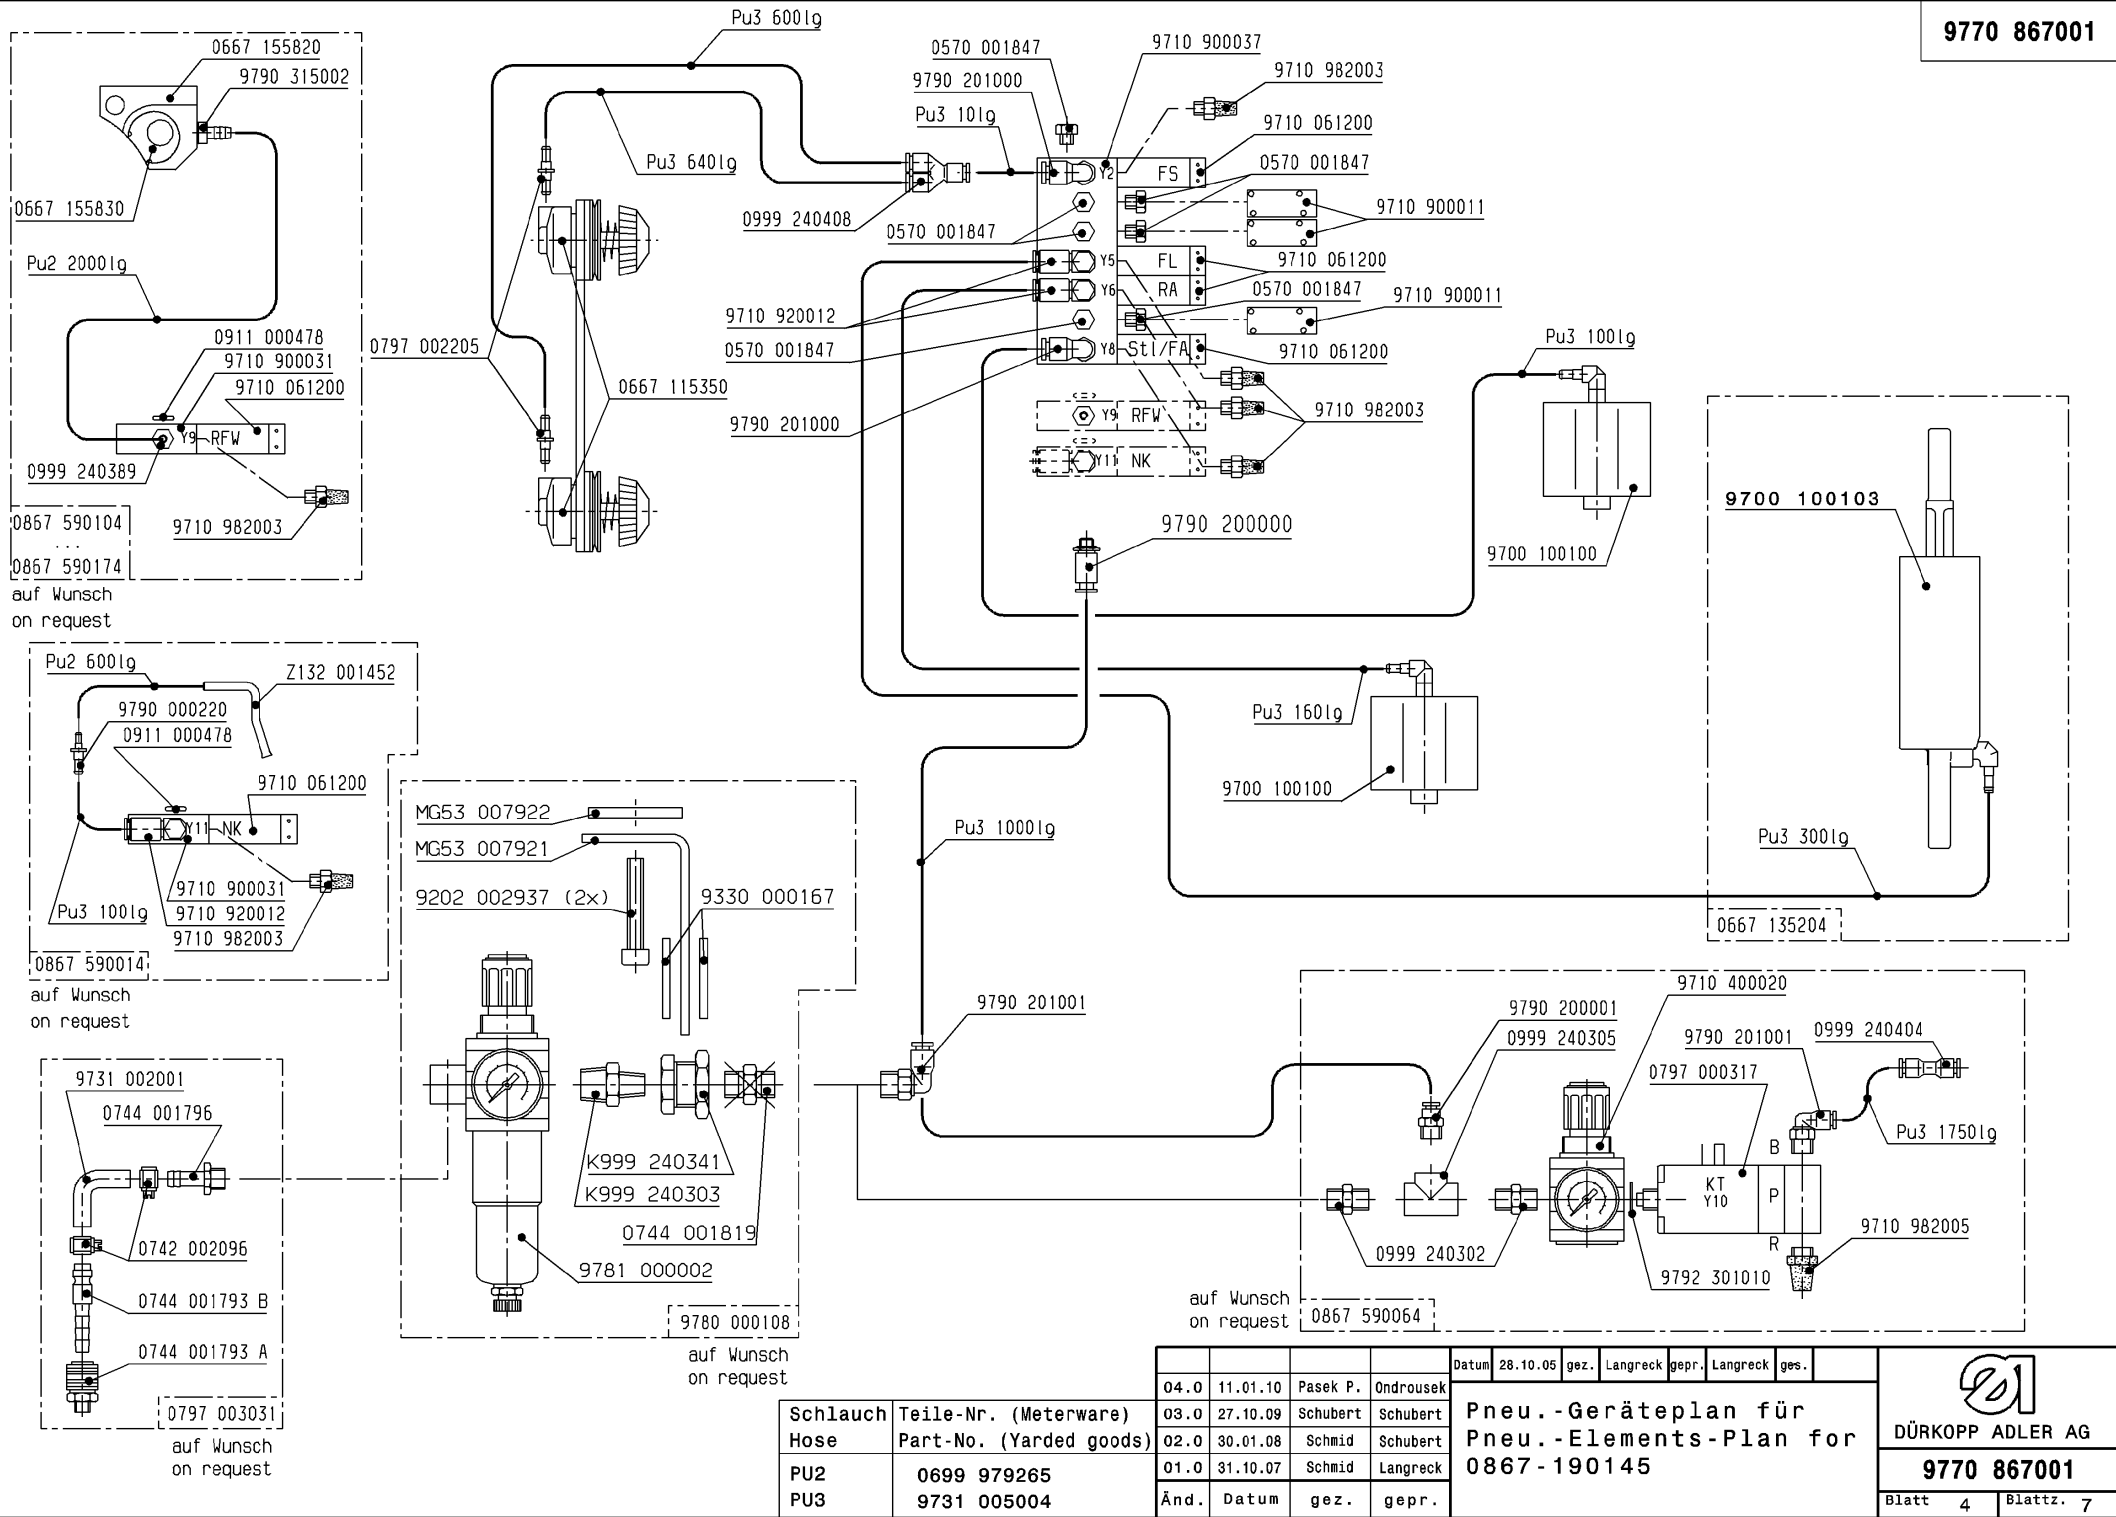 9770 867001
0667 155820
9790 315002
0667 155830
Pu2 2000lg
0911 000478
9710 900031
9710 061200
Y9
RFW
0999 240389
9710 982003
0867 590104
...
0867 590174
auf Wunsch
on request
Pu3 600lg
Pu3 640lg
0797 002205
0667 115350
0999 240408
0570 001847
9790 201000
Pu3 10lg
9710 900037
9710 982003
9710 061200
0570 001847
9710 900011
0570 001847
9710 061200
0570 001847
9710 900011
9710 920012
0570 001847
9710 061200
9790 201000
9710 982003
Y2 FS
Y5 FL
Y6 RA
Y8 Stl/FA
Y9 RFW
Y11 NK
9790 200000
Pu3 100lg
9700 100100
9700 100103
Pu3 160lg
9700 100100
Pu3 300lg
0667 135204
Pu2 600lg
Z132 001452
9790 000220
0911 000478
9710 061200
Y11 NK
9710 900031
Pu3 100lg
9710 920012
9710 982003
0867 590014
auf Wunsch
on request
MG53 007922
MG53 007921
9202 002937 (2x)
9330 000167
K999 240341
K999 240303
0744 001819
9781 000002
9780 000108
auf Wunsch
on request
Pu3 1000lg
9790 201001
9731 002001
0744 001796
0742 002096
0744 001793 B
0744 001793 A
0797 003031
auf Wunsch
on request
9710 400020
9790 200001
0999 240305
9790 201001
0999 240404
0797 000317
Pu3 1750lg
B
KT
Y10
P
R
9710 982005
0999 240302
9792 301010
0867 590064
auf Wunsch
on request
Schlauch Teile-Nr. (Meterware)
Hose Part-No. (Yarded goods)
PU2 0699 979265
PU3 9731 005004
04.0 11.01.10 Pasek P. Ondrousek
03.0 27.10.09 Schubert Schubert
02.0 30.01.08 Schmid Schubert
01.0 31.10.07 Schmid Langreck
Änd. Datum gez. gepr.
Datum 28.10.05 gez. Langreck gepr. Langreck ges.
Pneu.-Geräteplan für
Pneu.-Elements-Plan for
0867-190145
DÜRKOPP ADLER AG
9770 867001
Blatt 4 Blattz. 7